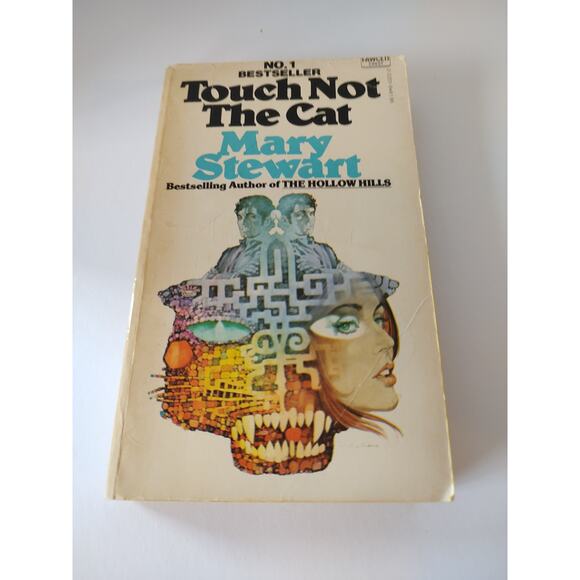 NO. 1
BESTSELLER
FAWCETT
Touch Not
The Cat
Mary
Stewart
Bestselling Author of THE HOLLOW HILLS